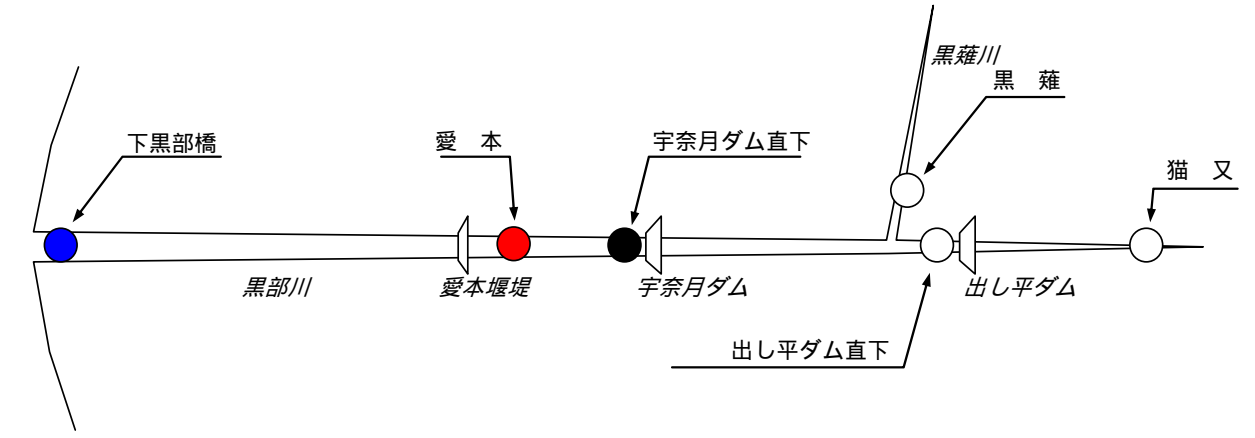 黒薙川
黒　薙
下黒部橋
愛　本
宇奈月ダム直下
猫　又
黒部川
愛本堰堤
宇奈月ダム
出し平ダム
出し平ダム直下